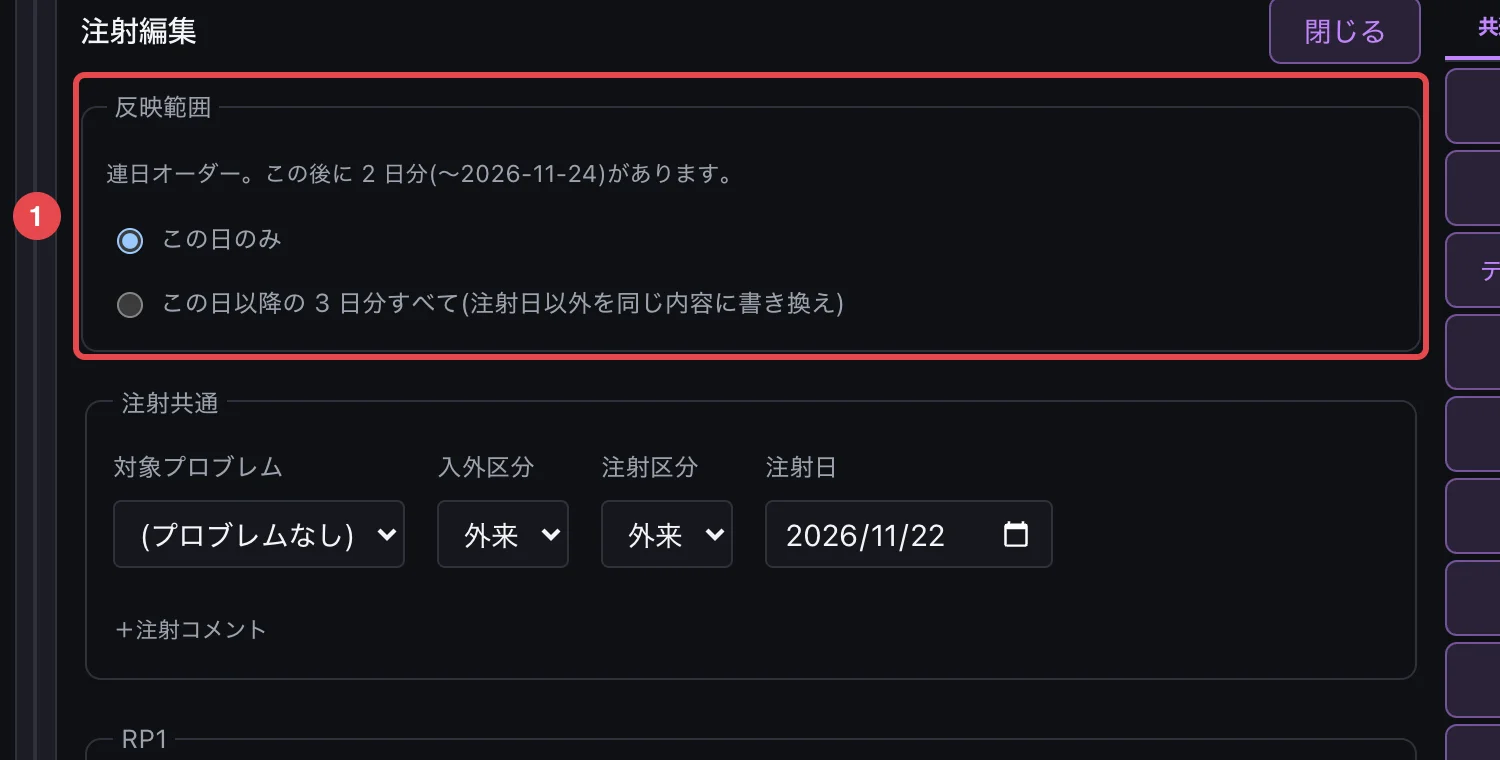 注射編集
閉じる
反映範囲
連日オーダー。この後に 2 日分(〜2026-11-24)があります。
1
この日のみ
この日以降の 3 日分すべて(注射日以外を同じ内容に書き換え)
注射共通
対象プロブレム 入外区分 注射区分 注射日
(プロブレムなし) 外来 外来 2026/11/22
＋注射コメント
RP1